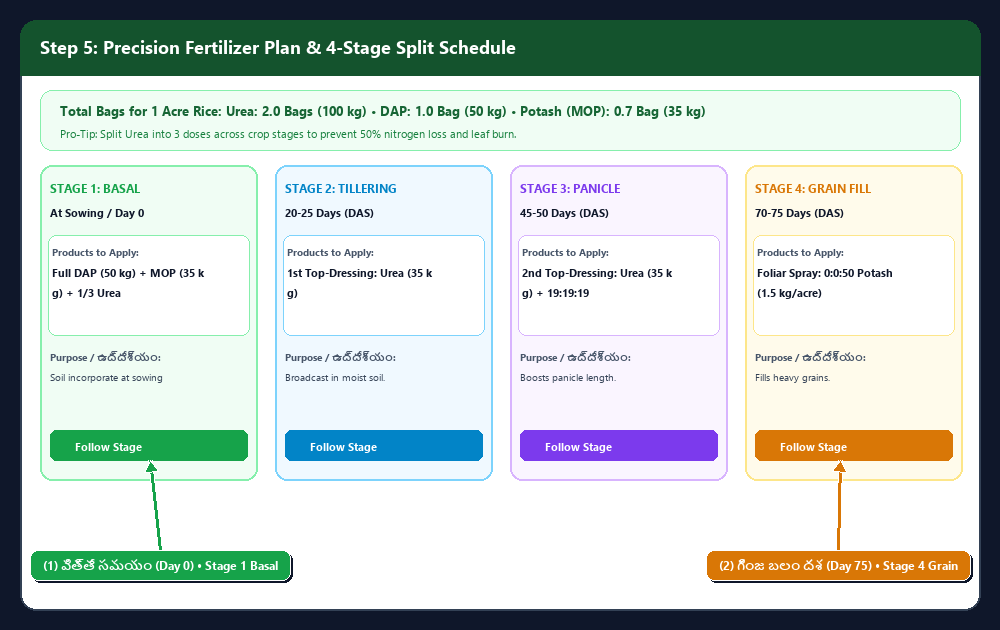 Step 5: Precision Fertilizer Plan & 4-Stage Split Schedule
Total Bags for 1 Acre Rice: Urea: 2.0 Bags (100 kg) • DAP: 1.0 Bag (50 kg) • Potash (MOP): 0.7 Bag (35 kg)
Pro-Tip: Split Urea into 3 doses across crop stages to prevent 50% nitrogen loss and leaf burn.
STAGE 1: BASAL
At Sowing / Day 0
Products to Apply:
Full DAP (50 kg) + MOP (35 k
g) + 1/3 Urea
Purpose / ఉద్దేశ్యం:
Soil incorporate at sowing
Follow Stage
STAGE 2: TILLERING
20-25 Days (DAS)
Products to Apply:
1st Top-Dressing: Urea (35 k
g)
Purpose / ఉద్దేశ్యం:
Broadcast in moist soil.
Follow Stage
STAGE 3: PANICLE
45-50 Days (DAS)
Products to Apply:
2nd Top-Dressing: Urea (35 k
g) + 19:19:19
Purpose / ఉద్దేశ్యం:
Boosts panicle length.
Follow Stage
STAGE 4: GRAIN FILL
70-75 Days (DAS)
Products to Apply:
Foliar Spray: 0:0:50 Potash
(1.5 kg/acre)
Purpose / ఉద్దేశ్యం:
Fills heavy grains.
Follow Stage
(1) విత్తే సమయం (Day 0) • Stage 1 Basal
(2) గింజ బలం దశ (Day 75) • Stage 4 Grain